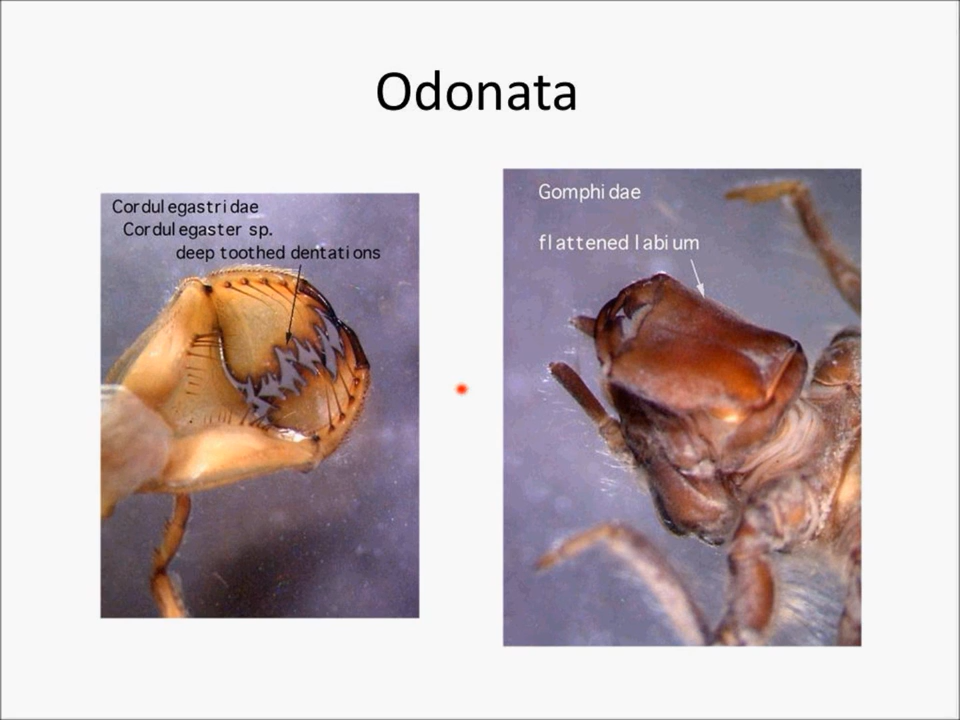 Odonata
Cordulegastridae
Cordulegaster sp.
deep toothed dentations
Gomphidae
flattened labium